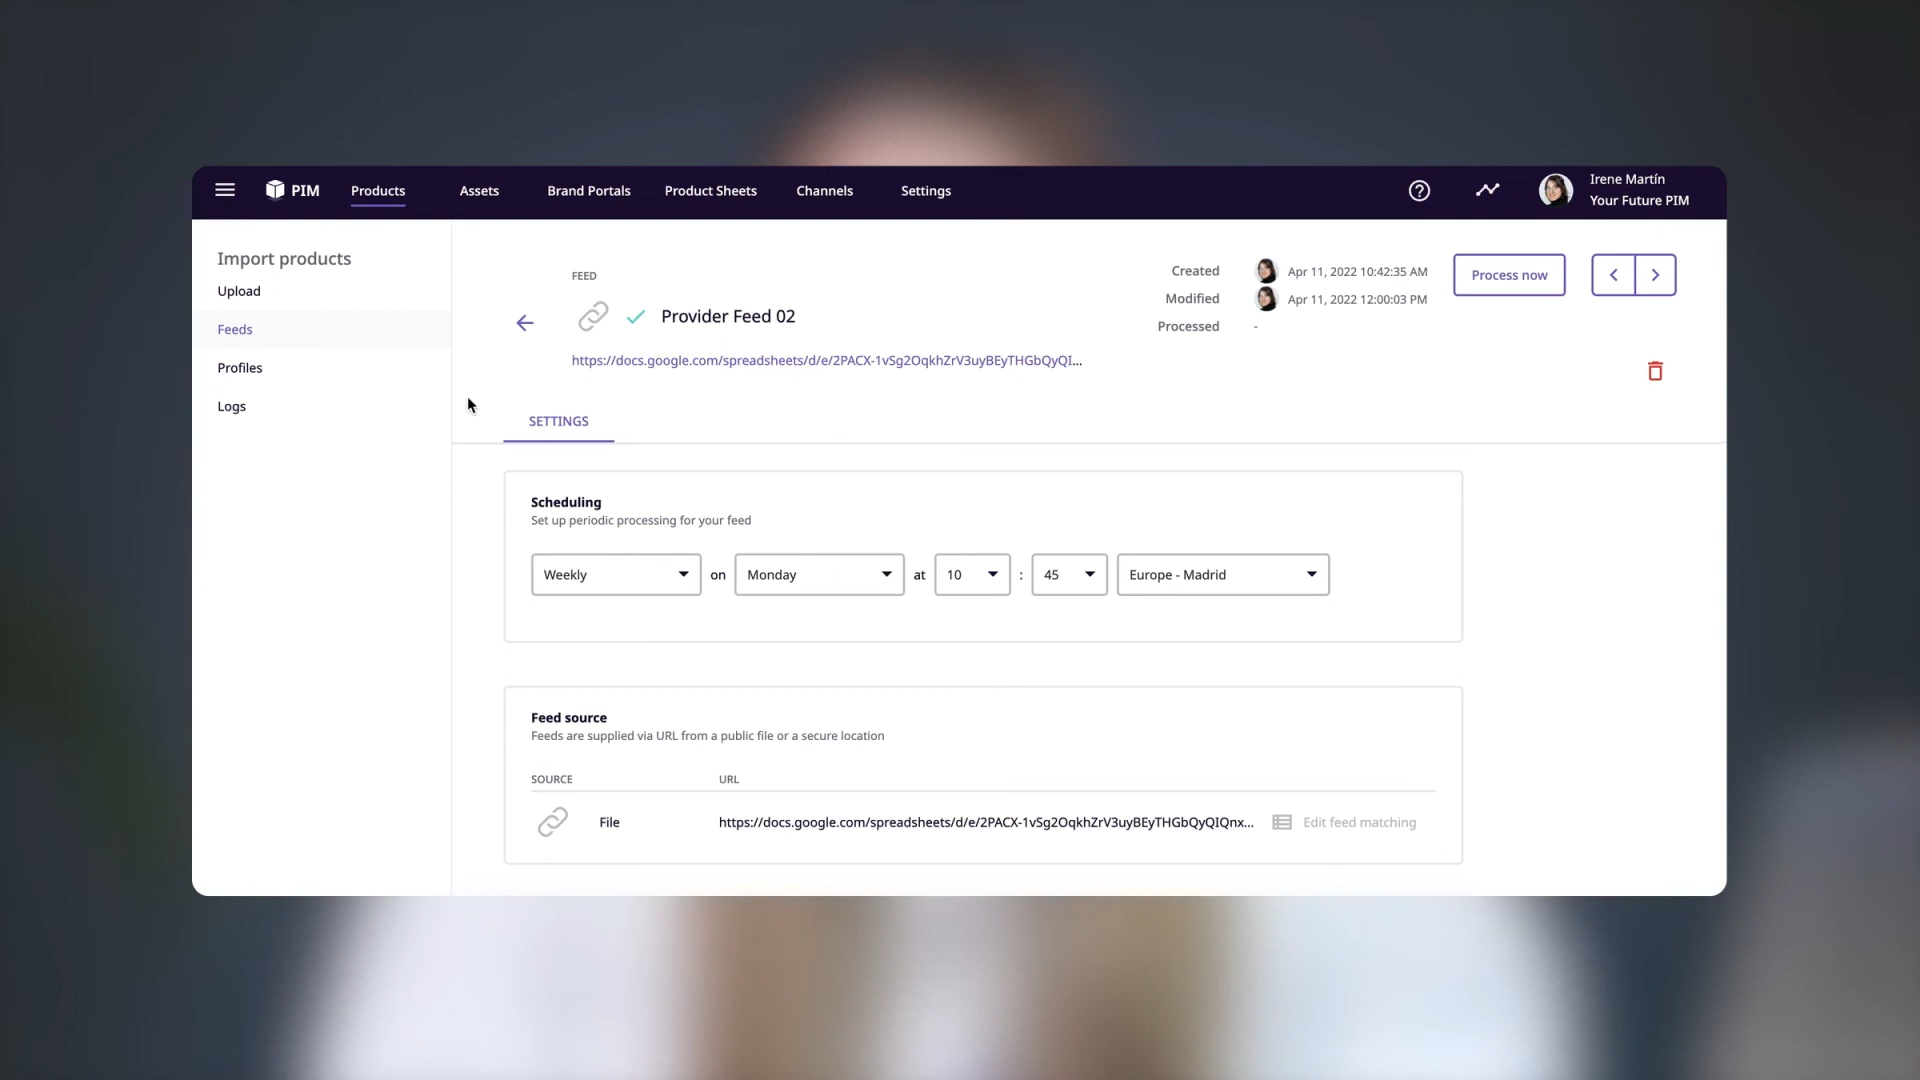 PIM
Products
Assets
Brand Portals
Product Sheets
Channels
Settings
Irene Martín
Your Future PIM
Import products
Upload
Feeds
Profiles
Logs
FEED
Provider Feed 02
https://docs.google.com/spreadsheets/d/e/2PACX-1vSg2OqkhZrV3uyBEyTHGbQyQI...
Created Apr 11, 2022 10:42:35 AM
Modified Apr 11, 2022 12:00:03 PM
Processed -
Process now
SETTINGS
Scheduling
Set up periodic processing for your feed
Weekly on Monday at 10 : 45 Europe - Madrid
Feed source
Feeds are supplied via URL from a public file or a secure location
SOURCE URL
File https://docs.google.com/spreadsheets/d/e/2PACX-1vSg2OqkhZrV3uyBEyTHGbQyQIQnx... Edit feed matching